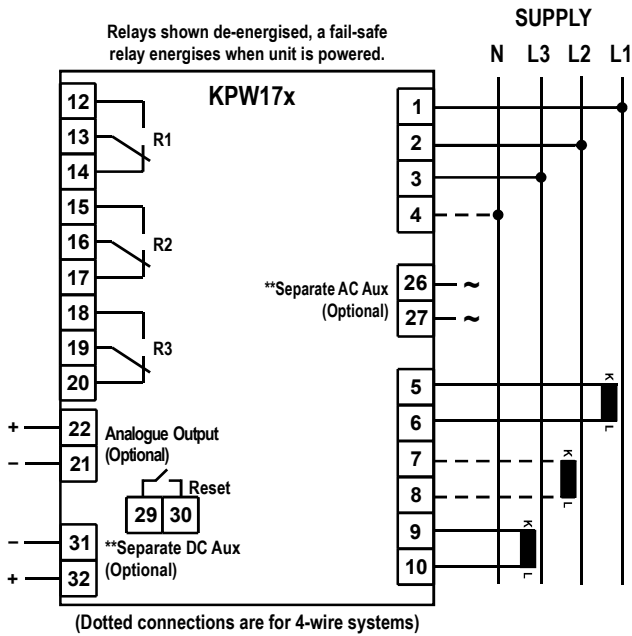 Relays shown de-energised, a fail-safe
relay energises when unit is powered.
SUPPLY
N L3 L2 L1
KPW17x
12
13
14
R1
15
16
17
R2
18
19
20
R3
+ 22
- 21
Analogue Output
(Optional)
Reset
29 30
- 31
+ 32
**Separate DC Aux
(Optional)
1
2
3
4
**Separate AC Aux
(Optional)
26 ~
27 ~
5
6
K
L
7
8
K
L
9
10
K
L
(Dotted connections are for 4-wire systems)